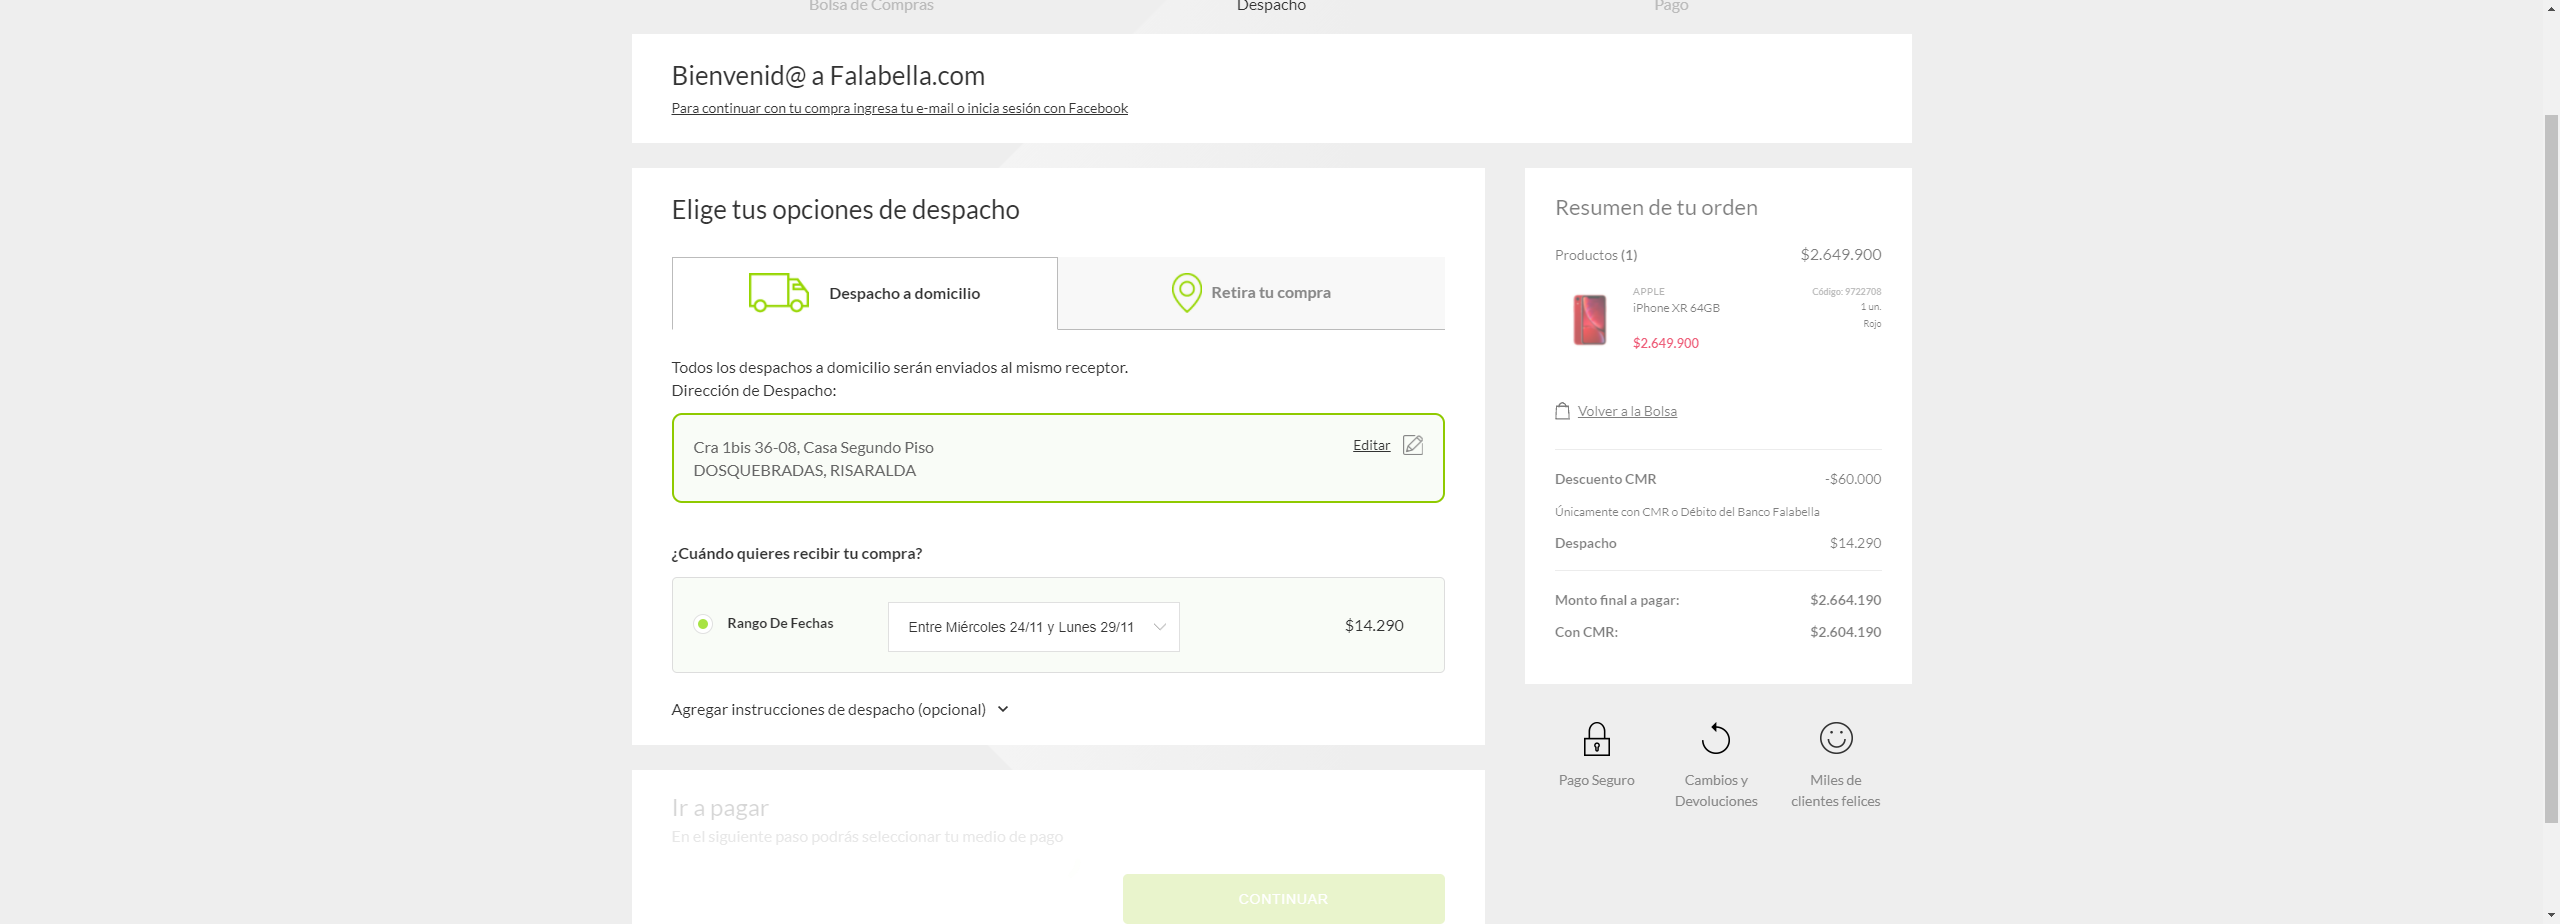 Bolsa de Compras
Despacho
Pago
Bienvenid@ a Falabella.com
Para continuar con tu compra ingresa tu e-mail o inicia sesión con Facebook
Elige tus opciones de despacho
Despacho a domicilio
Retira tu compra
Todos los despachos a domicilio serán enviados al mismo receptor.
Dirección de Despacho:
Cra 1bis 36-08, Casa Segundo Piso
DOSQUEBRADAS, RISARALDA
Editar
¿Cuándo quieres recibir tu compra?
Rango De Fechas
Entre Miércoles 24/11 y Lunes 29/11
$14.290
Agregar instrucciones de despacho (opcional)
Ir a pagar
En el siguiente paso podrás seleccionar tu medio de pago
CONTINUAR
Resumen de tu orden
Productos (1) $2.649.900
APPLE
iPhone XR 64GB
$2.649.900
Código: 9722708
1 un.
Rojo
Volver a la Bolsa
Descuento CMR -$60.000
Únicamente con CMR o Débito del Banco Falabella
Despacho $14.290
Monto final a pagar: $2.664.190
Con CMR: $2.604.190
Pago Seguro
Cambios y
Devoluciones
Miles de
clientes felices